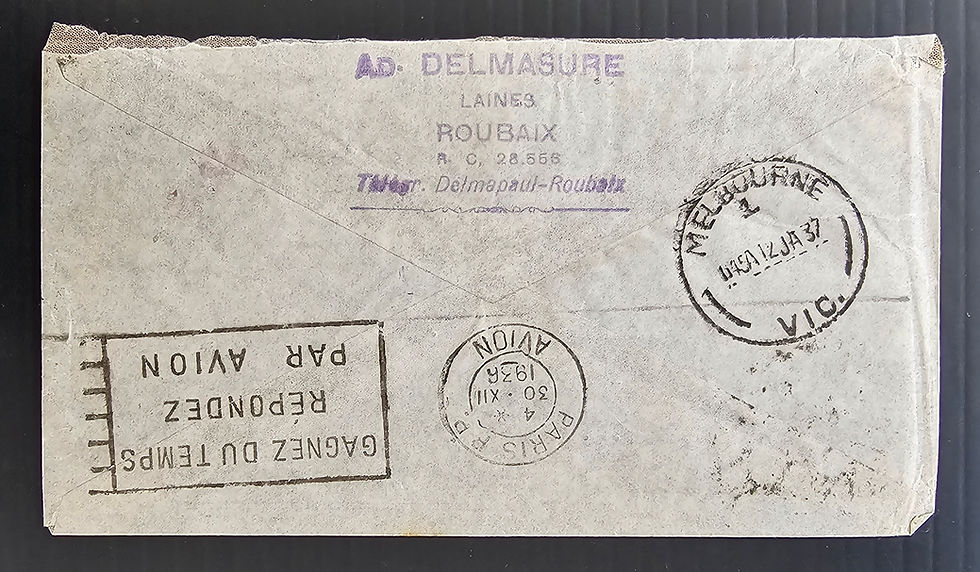 AD. DELMASURE
LAINES
ROUBAIX
R. C, 28.556
Télégr. Delmapaul-Roubaix
MELBOURNE
1
12 JA 37
VIC.
PARIS R.P.
4 *
30 - XII
1936
AVION
GAGNEZ DU TEMPS
RÉPONDEZ
PAR AVION